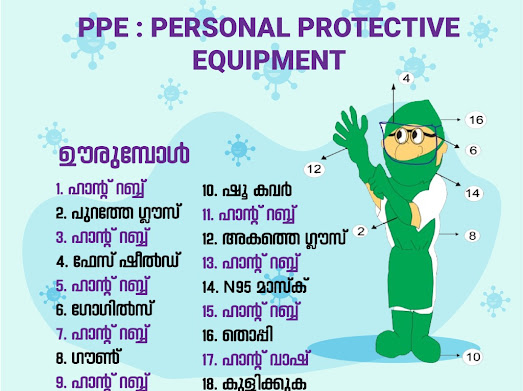 PPE : PERSONAL PROTECTIVE
EQUIPMENT
ഊരുമ്പോൾ
1. ഹാന്റ് റബ്ബ്
2. പുറത്തേ ഗ്ലൗസ്
3. ഹാന്റ് റബ്ബ്
4. ഫേസ് ഷീൽഡ്
5. ഹാന്റ് റബ്ബ്
6. ഗോഗിൽസ്
7. ഹാന്റ് റബ്ബ്
8. ഗൗൺ
9. ഹാന്റ് റബ്ബ്
10. ഷൂ കവർ
11. ഹാന്റ് റബ്ബ്
12. അകത്തെ ഗ്ലൗസ്
13. ഹാന്റ് റബ്ബ്
14. N95 മാസ്ക്
15. ഹാന്റ് റബ്ബ്
16. തൊപ്പി
17. ഹാന്റ് വാഷ്
18. കുളിക്കുക
4
16
6
12
14
2
8
10